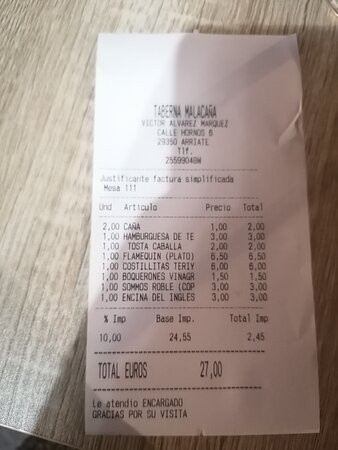 TABERNA MALACAÑA
VICTOR ALVAREZ MARQUEZ
CALLE HORNOS 6
29350 ARRIATE
Tlf.
25599048W
Justificante factura simplificada
Mesa 111
Und Artículo Precio Total
2,00 CAÑA 1,00 2,00
1,00 HAMBURGUESA DE TE 3,00 3,00
1,00 TOSTA CABALLA 2,00 2,00
1,00 FLAMEQUIN (PLATO) 6,50 6,50
1,00 COSTILLITAS TERIY 6,00 6,00
1,00 BOQUERONES VINAGR 1,50 1,50
1,00 SOMMOS ROBLE (COP 3,00 3,00
1,00 ENCINA DEL INGLES 3,00 3,00
% Imp Base Imp. Total Imp
10,00 24,55 2,45
TOTAL EUROS 27,00
Le atendio ENCARGADO
GRACIAS POR SU VISITA